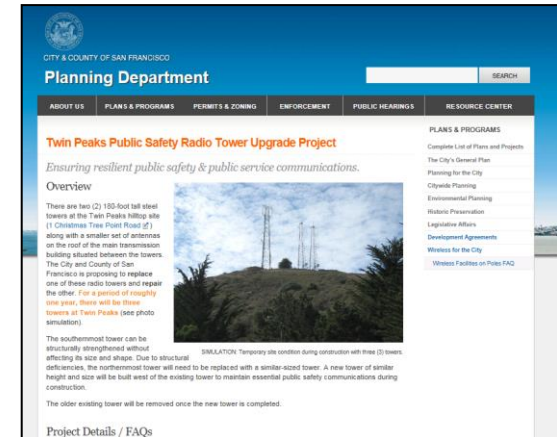 CITY & COUNTY OF SAN FRANCISCO
Planning Department
SEARCH
ABOUT US PLANS & PROGRAMS PERMITS & ZONING ENFORCEMENT PUBLIC HEARINGS RESOURCE CENTER
Twin Peaks Public Safety Radio Tower Upgrade Project
Ensuring resilient public safety & public service communications.
Overview
There are two (2) 180-foot tall steel
towers at the Twin Peaks hilltop site
(1 Christmas Tree Point Road)
along with a smaller set of antennas
on the roof of the main transmission
building situated between the towers.
The City and County of San
Francisco is proposing to replace
one of these radio towers and repair
the other. For a period of roughly
one year, there will be three
towers at Twin Peaks (see photo
simulation).
The southernmost tower can be
structurally strengthened without
affecting its size and shape. Due to structural
SIMULATION: Temporary site condition during construction with three (3) towers.
deficiencies, the northernmost tower will need to be replaced with a similar-sized tower. A new tower of similar
height and size will be built west of the existing tower to maintain essential public safety communications during
construction.
The older existing tower will be removed once the new tower is completed.
Project Details / FAQs
PLANS & PROGRAMS
Complete List of Plans and Projects
The City's General Plan
Planning for the City
Citywide Planning
Environmental Planning
Historic Preservation
Legislative Affairs
Development Agreements
Wireless for the City
Wireless Facilities on Poles FAQ